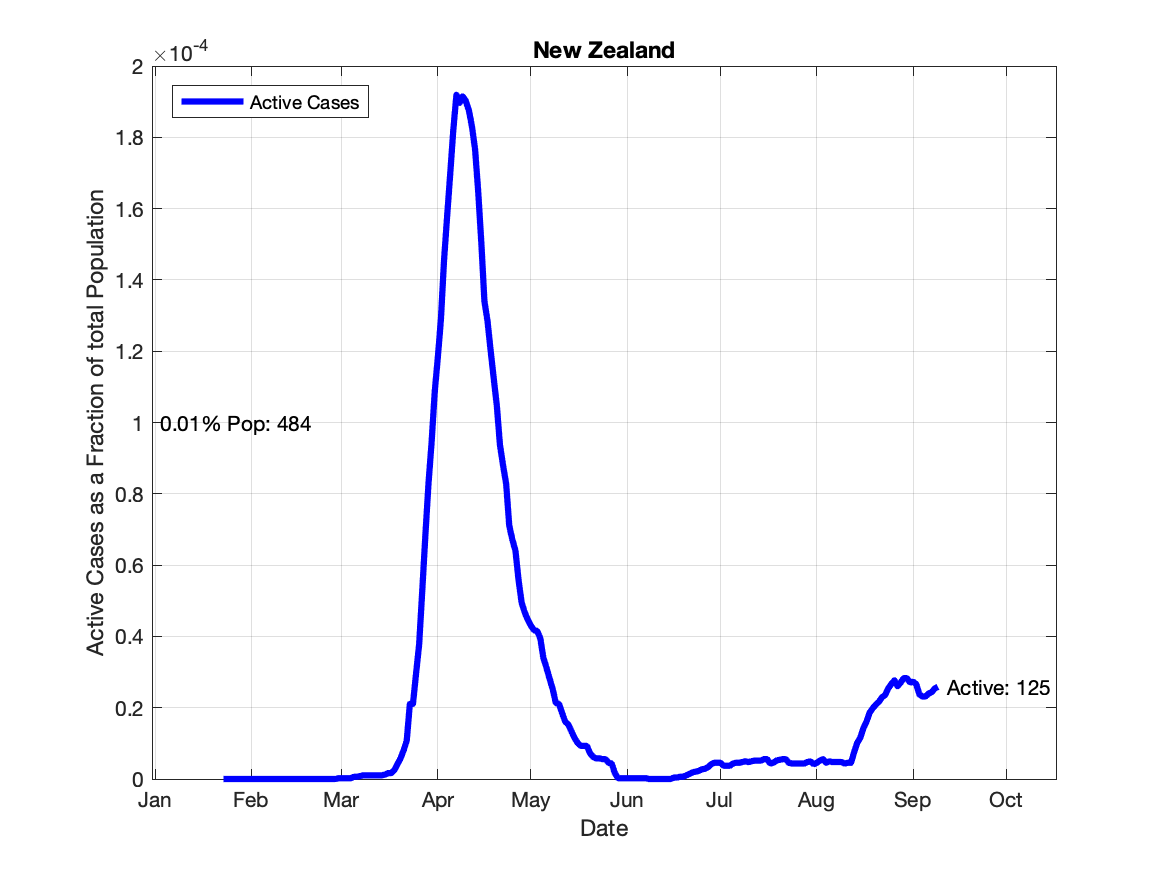 New Zealand
×10^-4
Active Cases
2
1.8
1.6
1.4
1.2
1
0.8
0.6
0.4
0.2
0
0.01% Pop: 484
Active: 125
Active Cases as a Fraction of total Population
Jan Feb Mar Apr May Jun Jul Aug Sep Oct
Date